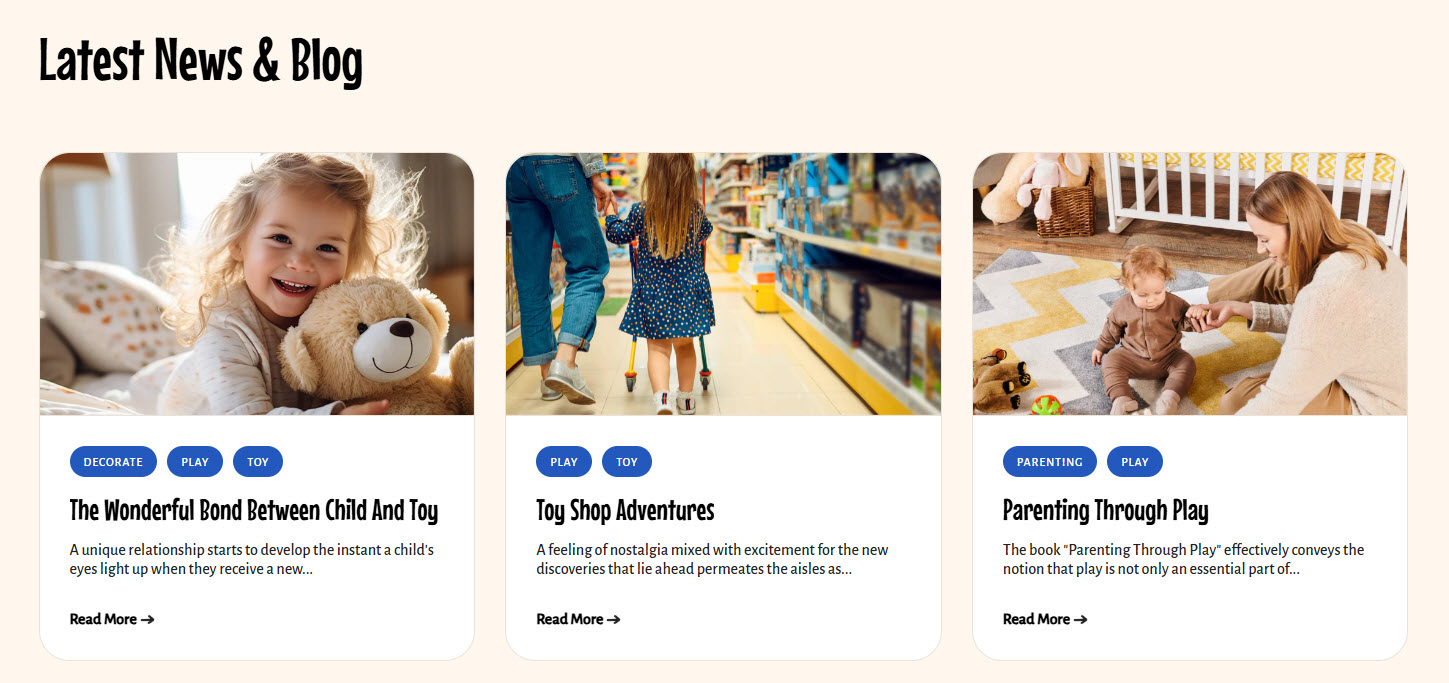 Latest News & Blog
DECORATE PLAY TOY
The Wonderful Bond Between Child And Toy
A unique relationship starts to develop the instant a child's
eyes light up when they receive a new...
Read More →
PLAY TOY
Toy Shop Adventures
A feeling of nostalgia mixed with excitement for the new
discoveries that lie ahead permeates the aisles as...
Read More →
PARENTING PLAY
Parenting Through Play
The book "Parenting Through Play" effectively conveys the
notion that play is not only an essential part of...
Read More →